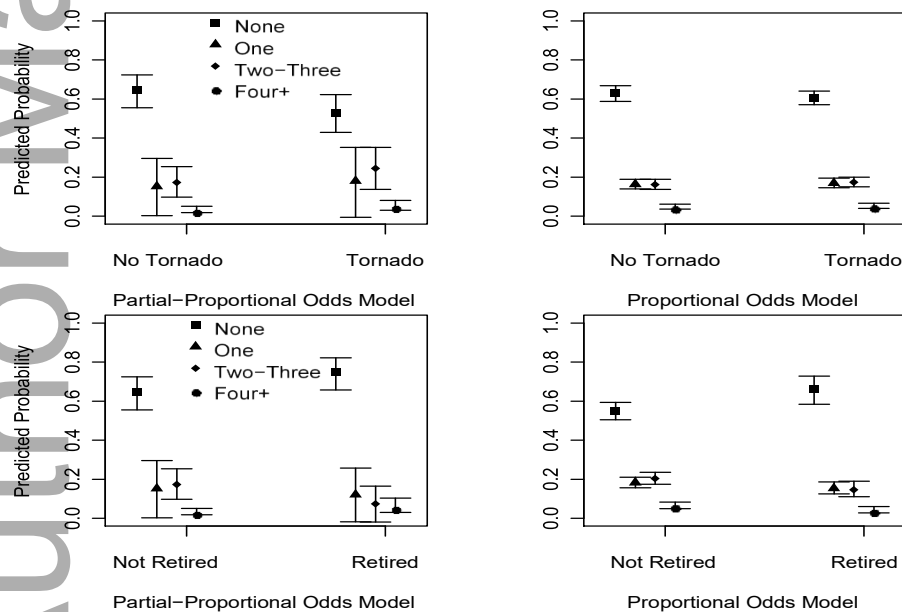 Author Ma
1.0
0.8
0.6
0.4
0.2
0.0
Predicted Probability
None
One
Two−Three
Four+
No Tornado Tornado
Partial−Proportional Odds Model
1.0
0.8
0.6
0.4
0.2
0.0
No Tornado Tornado
Proportional Odds Model
1.0
0.8
0.6
0.4
0.2
0.0
Predicted Probability
None
One
Two−Three
Four+
Not Retired Retired
Partial−Proportional Odds Model
1.0
0.8
0.6
0.4
0.2
0.0
Not Retired Retired
Proportional Odds Model